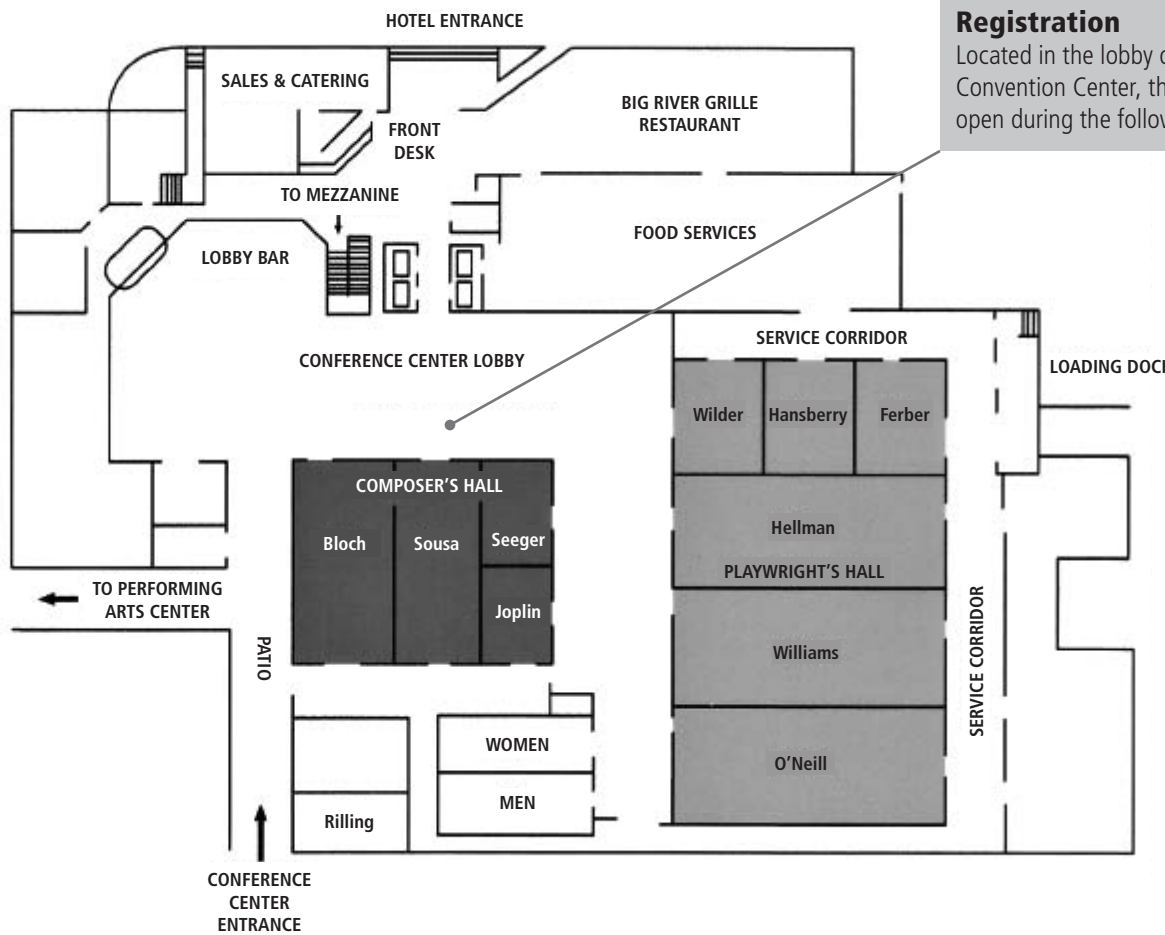 HOTEL ENTRANCE
Registration
Located in the lobby
Convention Center,
open during the
SALES & CATERING
BIG RIVER GRILLE
RESTAURANT
FRONT
DESK
TO MEZZANINE
LOBBY BAR
FOOD SERVICES
CONFERENCE CENTER LOBBY
SERVICE CORRIDOR
LOADING
Wilder
Hansberry
Ferber
COMPOSER'S HALL
Bloch
Sousa
Seeger
Joplin
Hellman
PLAYWRIGHT'S HALL
Williams
O'Neill
TO PERFORMING
ARTS CENTER
PATIO
SERVICE CORRIDOR
WOMEN
MEN
Rilling
CONFERENCE
CENTER
ENTRANCE